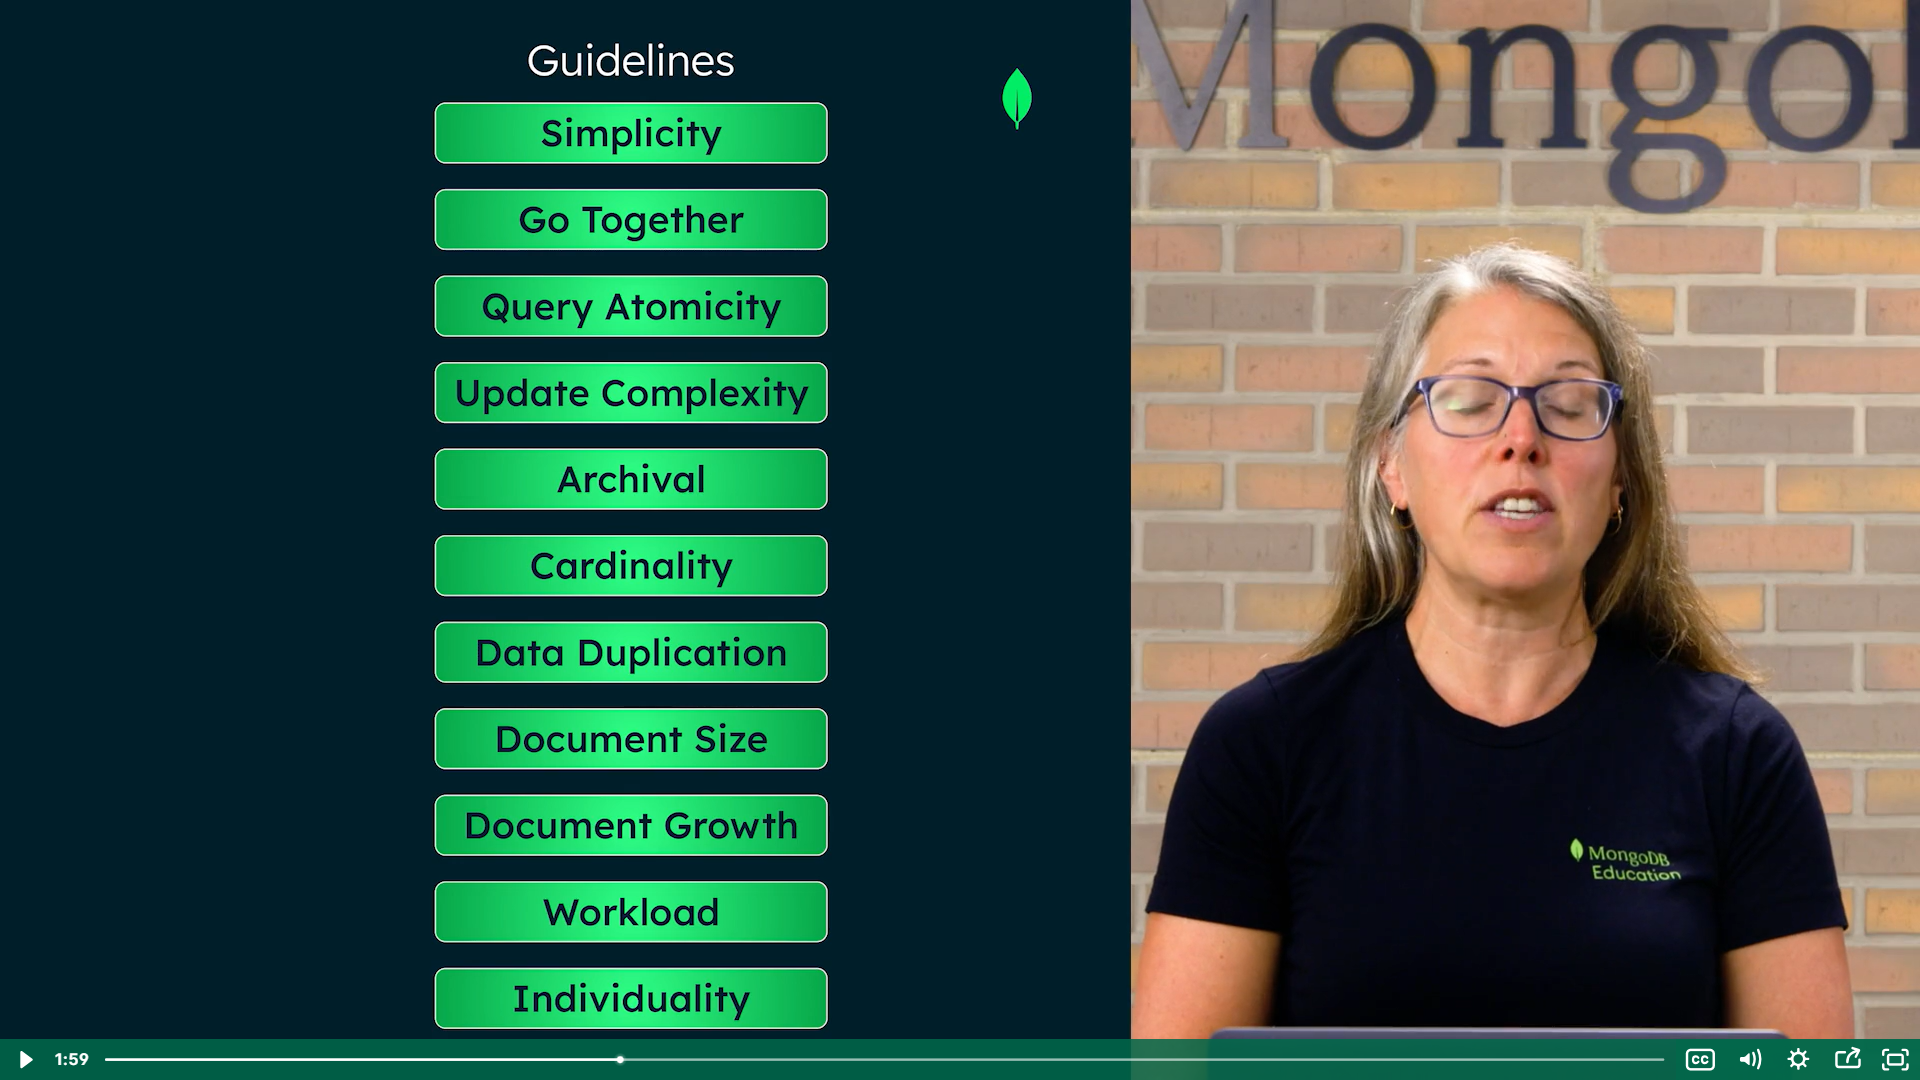 Guidelines
Simplicity
Go Together
Query Atomicity
Update Complexity
Archival
Cardinality
Data Duplication
Document Size
Document Growth
Workload
Individuality
Mongo
MongoDB
Education
1:59
CC